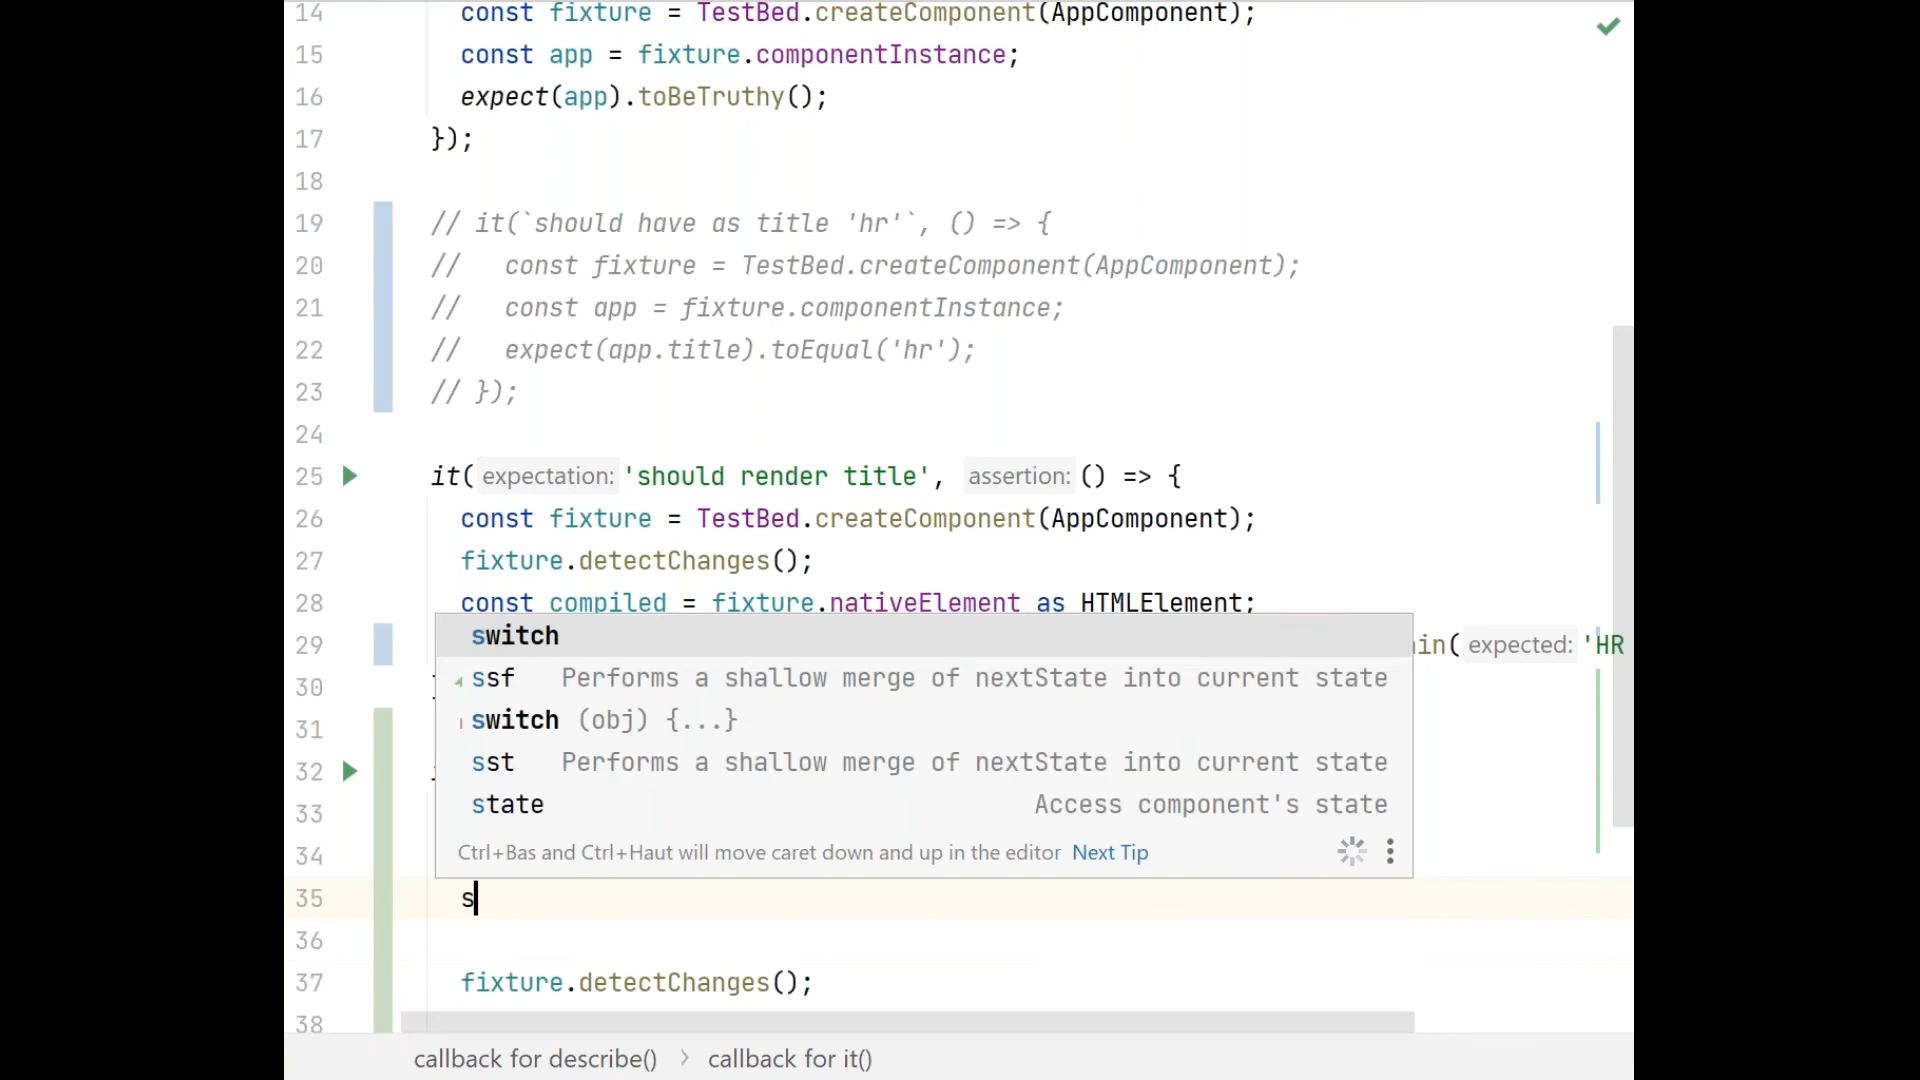 14 const fixture = TestBed.createComponent(AppComponent);
15 const app = fixture.componentInstance;
16 expect(app).toBeTruthy();
17 });
18
19 // it(`should have as title 'hr'`, () => {
20 //   const fixture = TestBed.createComponent(AppComponent);
21 //   const app = fixture.componentInstance;
22 //   expect(app.title).toEqual('hr');
23 // });
24
25 it( expectation: 'should render title', assertion: () => {
26 const fixture = TestBed.createComponent(AppComponent);
27 fixture.detectChanges();
28 const compiled = fixture.nativeElement as HTMLElement;
switch
29 in( expected: 'HR
ssf Performs a shallow merge of nextState into current state
30
switch (obj) {...}
31
sst Performs a shallow merge of nextState into current state
32
state Access component's state
33
Ctrl+Bas and Ctrl+Haut will move caret down and up in the editor Next Tip
34
35 s
36
37 fixture.detectChanges();
38
callback for describe() > callback for it()